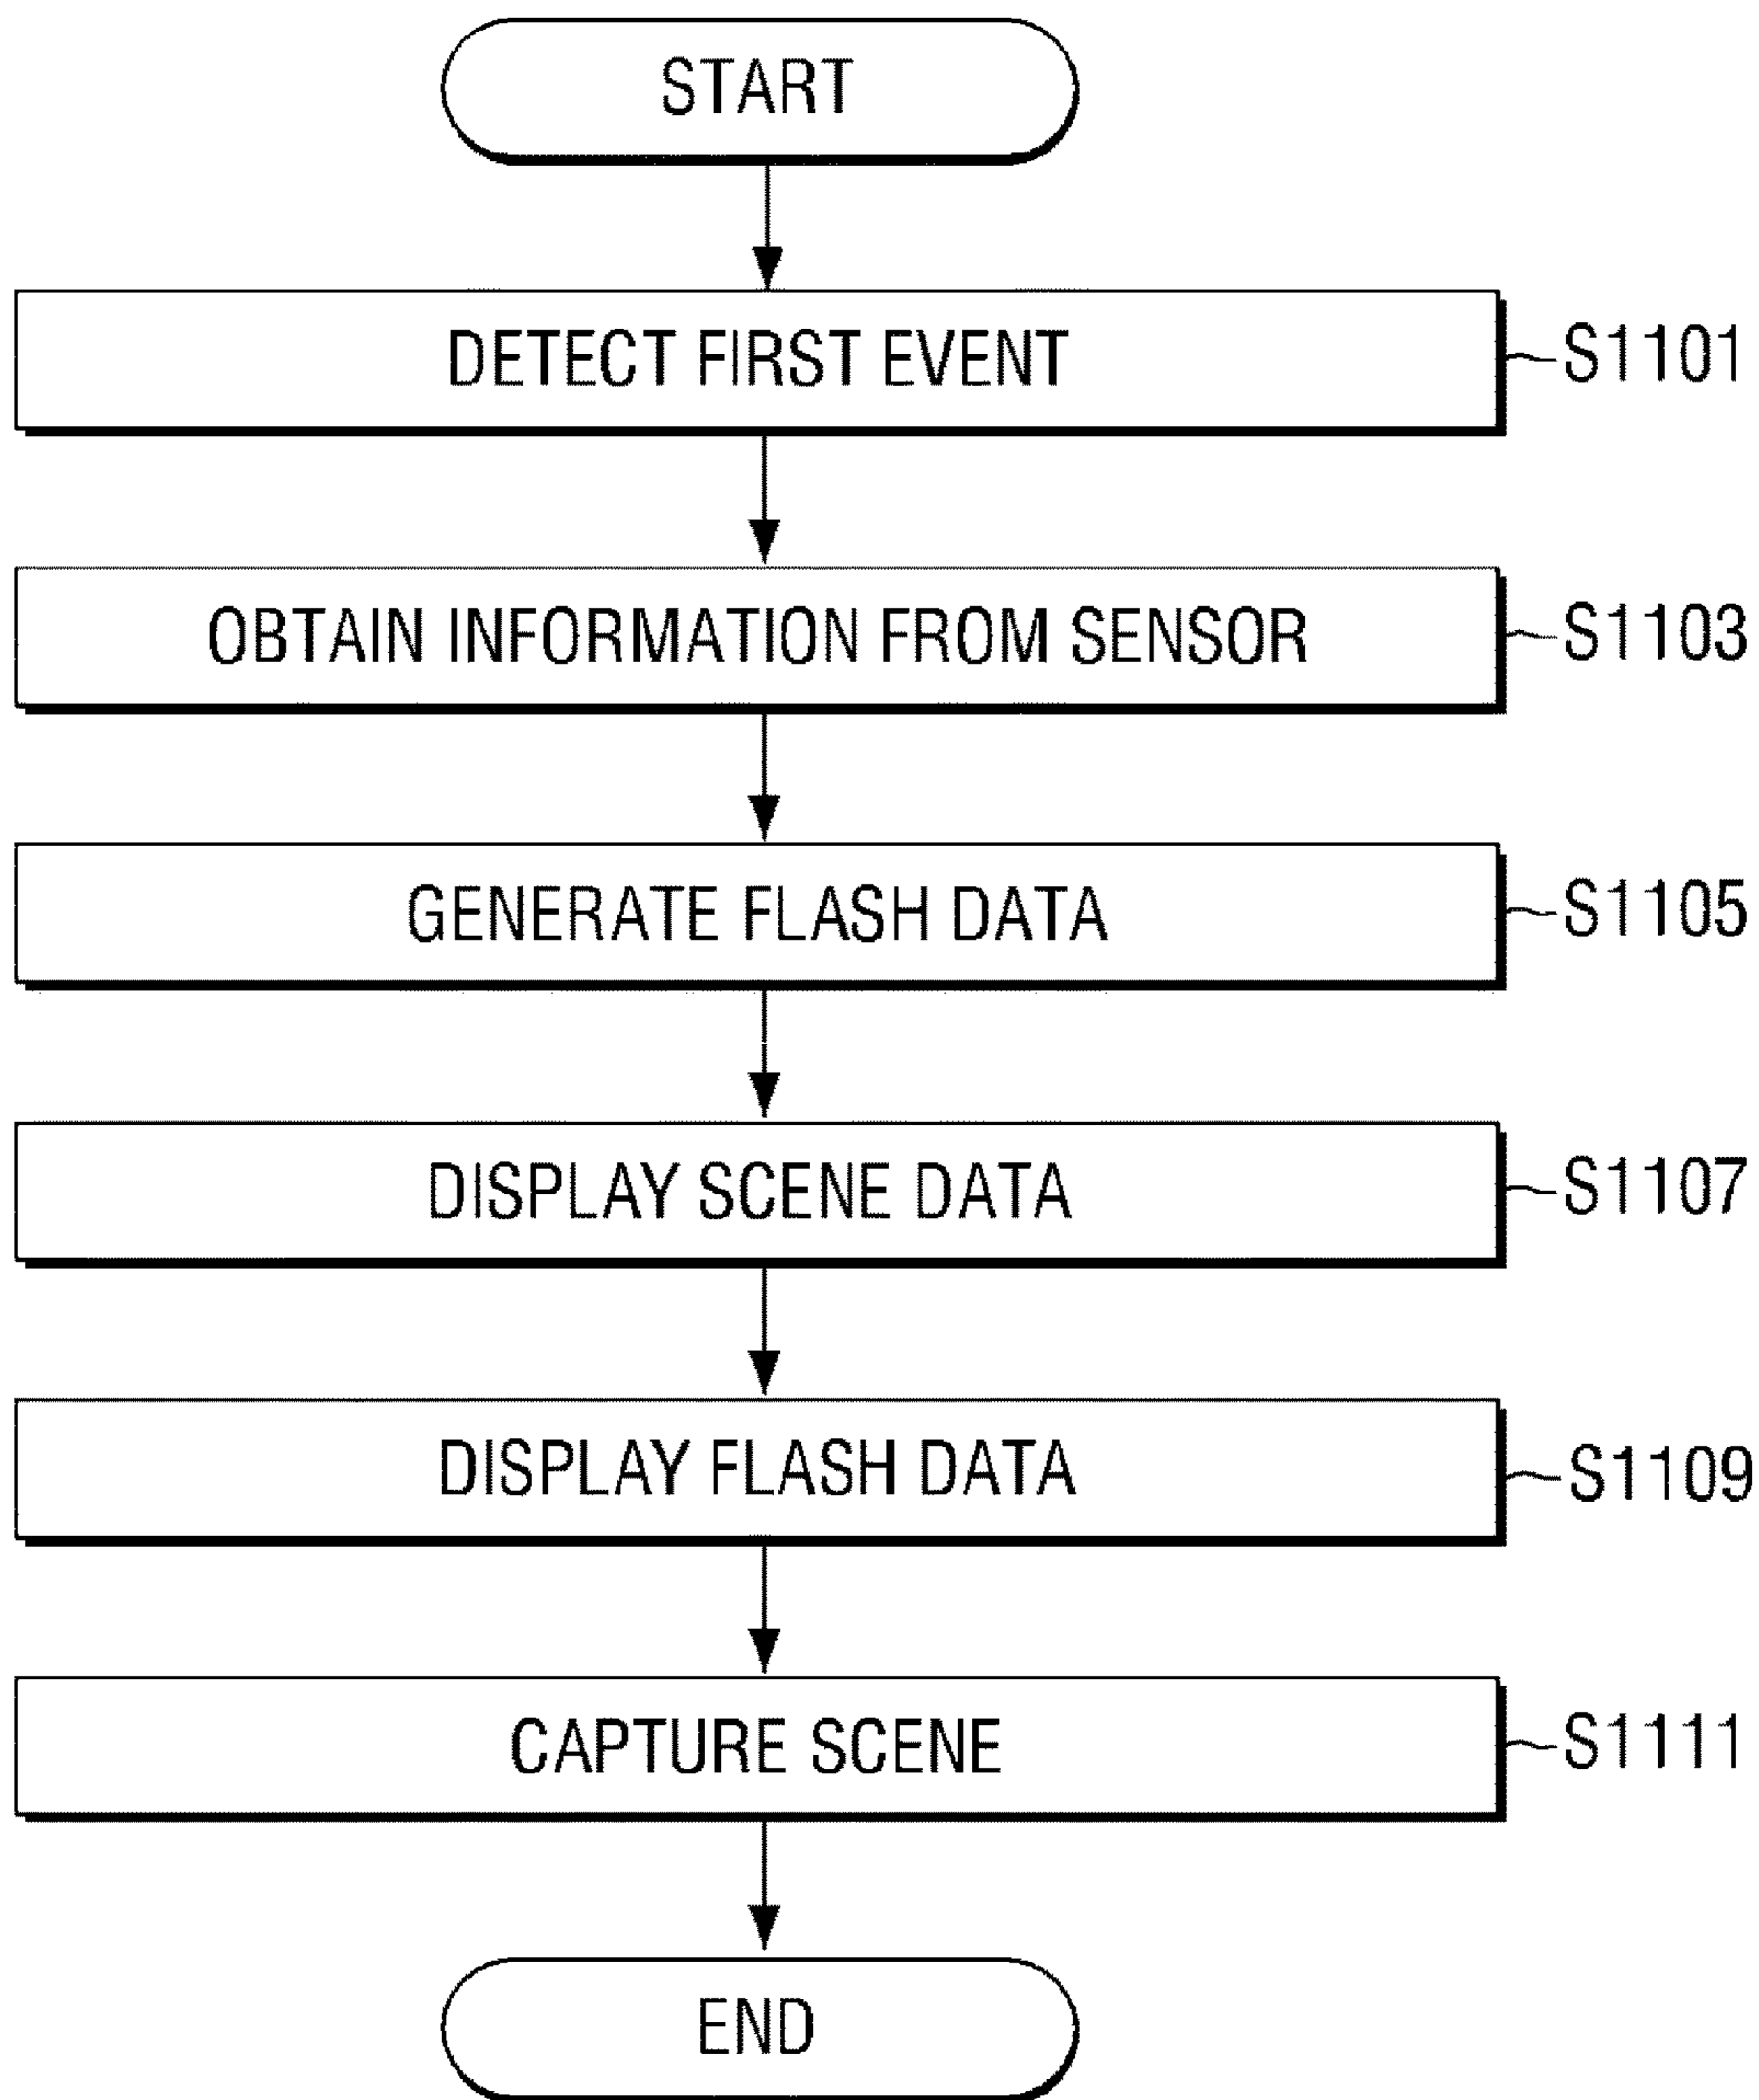 START
DETECT FIRST EVENT
S1101
OBTAIN INFORMATION FROM SENSOR
S1103
GENERATE FLASH DATA
S1105
DISPLAY SCENE DATA
S1107
DISPLAY FLASH DATA
S1109
CAPTURE SCENE
S1111
END